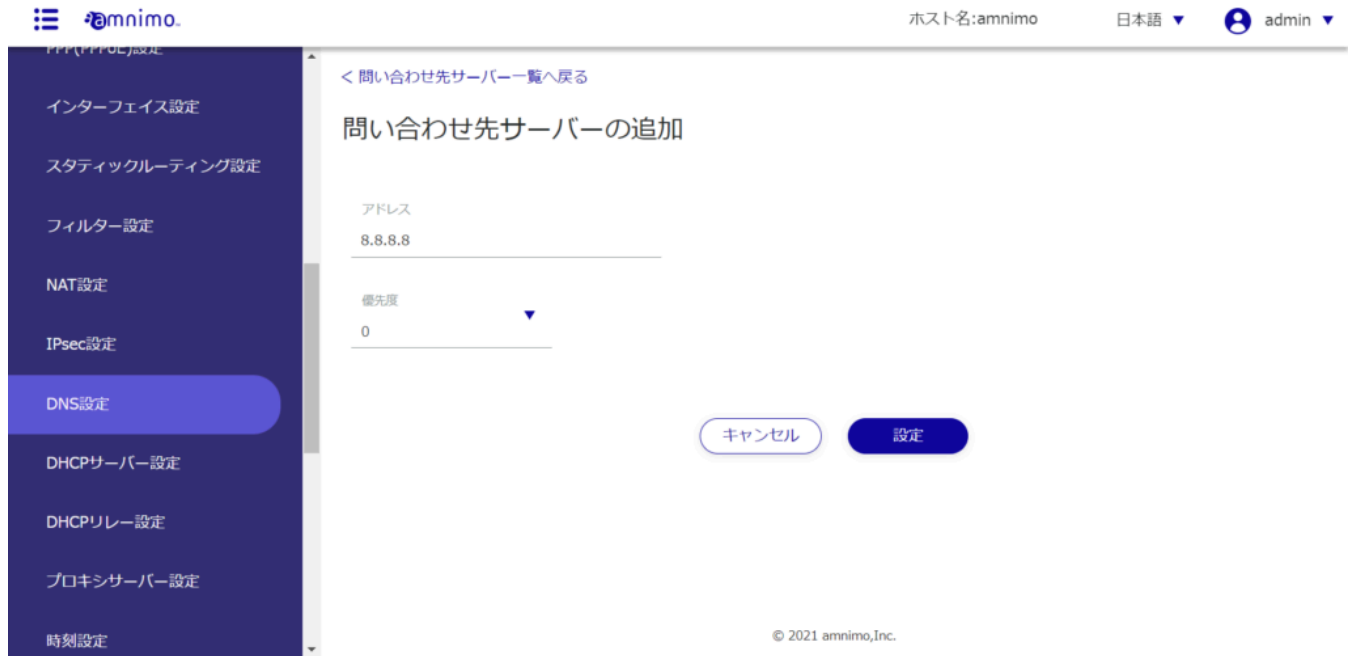 amnimo
ホスト名:amnimo
日本語
admin
PPP(PPPoE)設定
インターフェイス設定
スタティックルーティング設定
フィルター設定
NAT設定
IPsec設定
DNS設定
DHCPサーバー設定
DHCPリレー設定
プロキシサーバー設定
時刻設定
< 問い合わせ先サーバー一覧へ戻る
問い合わせ先サーバーの追加
アドレス
8.8.8.8
優先度
0
キャンセル
設定
© 2021 amnimo,Inc.